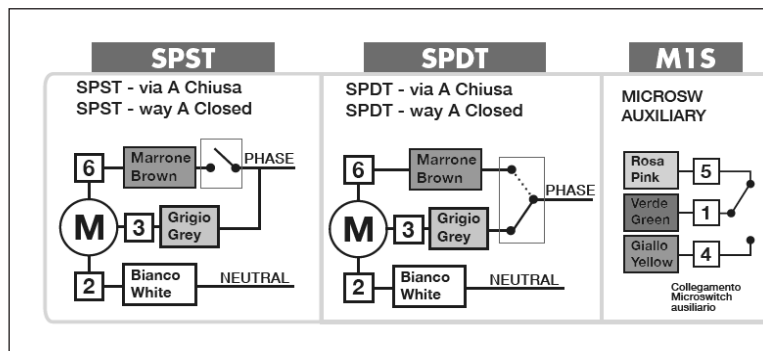 SPST
SPST - via A Chiusa
SPST - way A Closed
6
Marrone
Brown
PHASE
M
3
Grigio
Grey
2
Bianco
White
NEUTRAL
SPDT
SPDT - via A Chiusa
SPDT - way A Closed
6
Marrone
Brown
PHASE
M
3
Grigio
Grey
2
Bianco
White
NEUTRAL
M1S
MICROSW
AUXILIARY
Rosa
Pink
5
Verde
Green
1
Giallo
Yellow
4
Collegamento
Microswitch
ausiliario